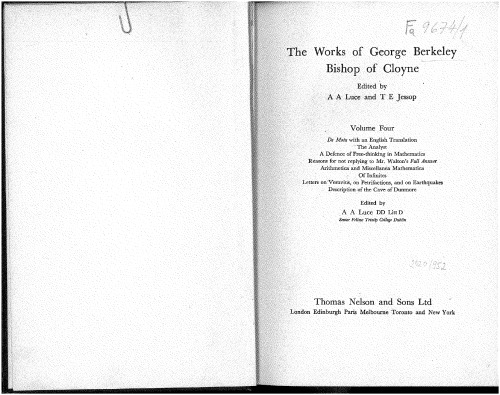 Fa 9674/1
The Works of George Berkeley
Bishop of Cloyne
Edited by
A A Luce and T E Jessop
Volume Four
De Motu with an English Translation
The Analyst
A Defence of Free-thinking in Mathematics
Reasons for not replying to Mr. Walton's Full Answer
Arithmetica and Miscellanea Mathematica
Of Infinites
Letters on Vesuvius, on Petrifactions, and on Earthquakes
Description of the Cave of Dunmore
Edited by
A A Luce DD Litt D
Senior Fellow Trinity College Dublin
Thomas Nelson and Sons Ltd
London Edinburgh Paris Melbourne Toronto and New York